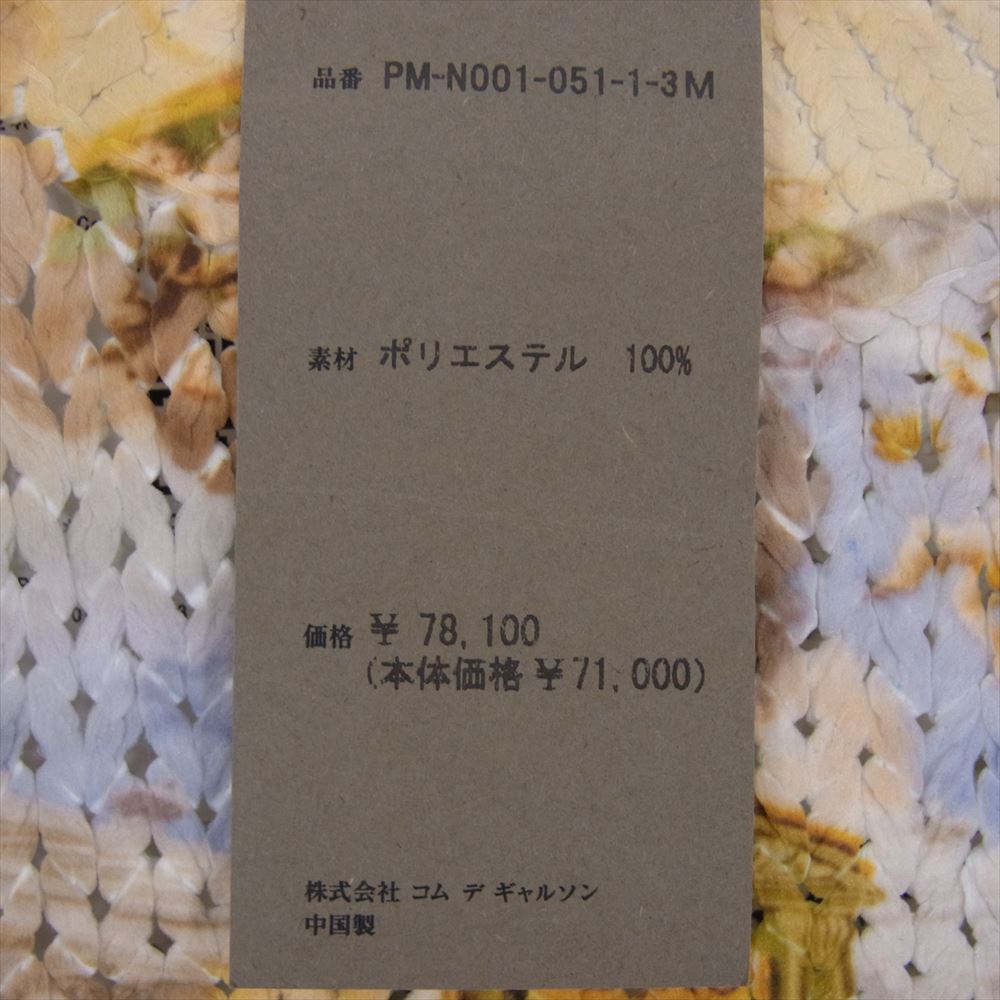 品番 PM-N001-051-1-3M
素材 ポリエステル 100%
価格 ¥ 78,100
(本体価格 ¥71,000)
株式会社 コム デ ギャルソン
中国製